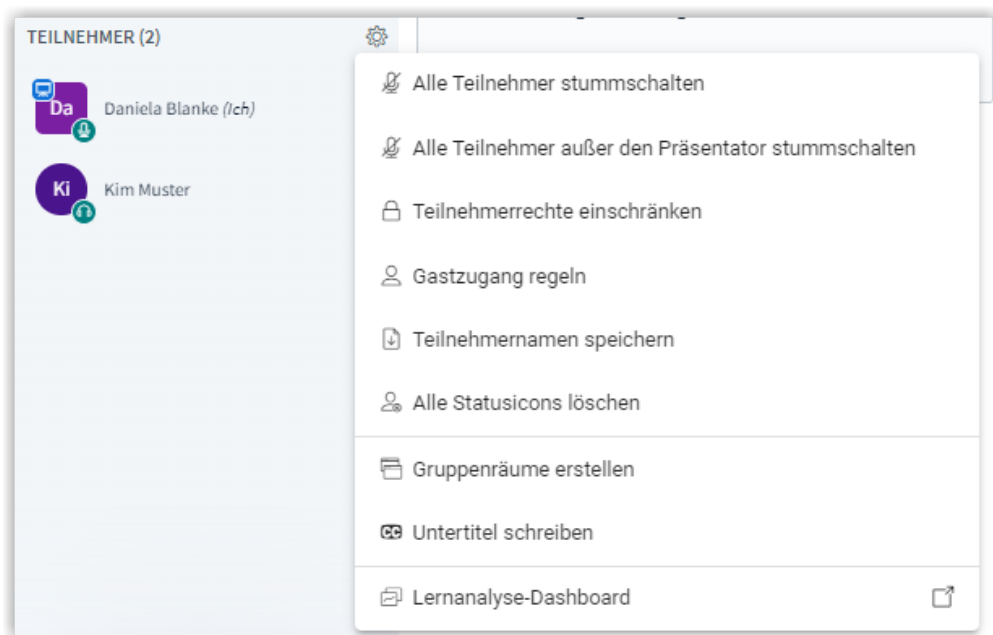 TEILNEHMER (2)
Da
Daniela Blanke (Ich)
Ki
Kim Muster
Alle Teilnehmer stummschalten
Alle Teilnehmer außer den Präsentator stummschalten
Teilnehmerrechte einschränken
Gastzugang regeln
Teilnehmernamen speichern
Alle Statusicons löschen
Gruppenräume erstellen
Untertitel schreiben
Lernanalyse-Dashboard